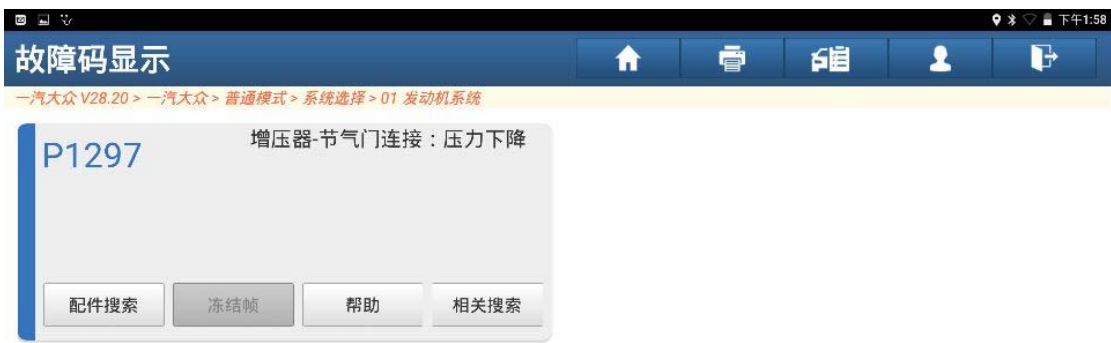 下午1:58
故障码显示
一汽大众 V28.20 > 一汽大众 > 普通模式 > 系统选择 > 01 发动机系统
P1297 增压器-节气门连接：压力下降
配件搜索 冻结帧 帮助 相关搜索